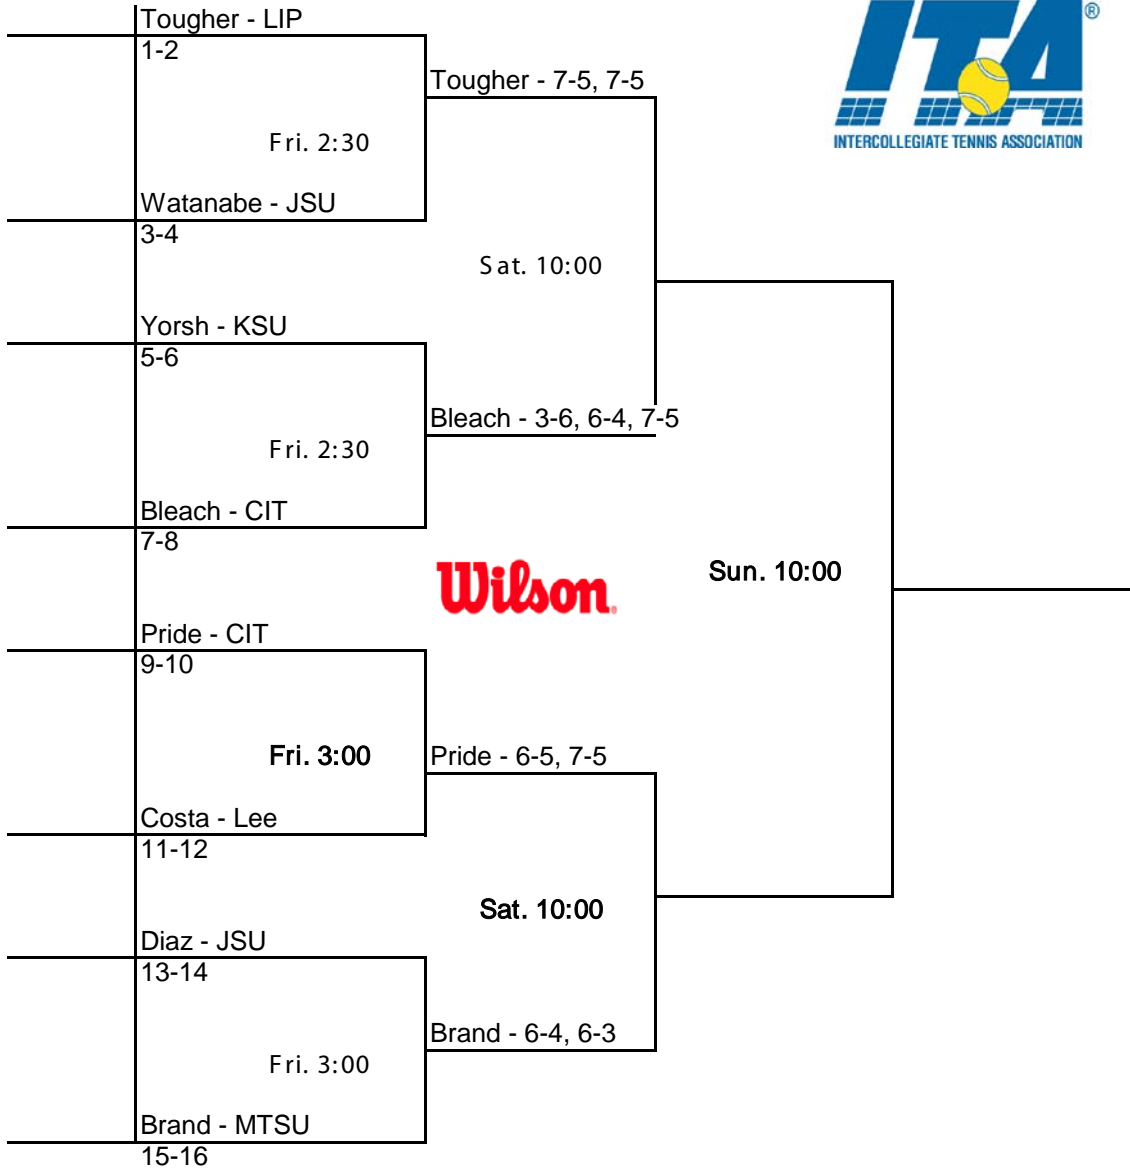 Tougher - LIP
1-2
Tougher - 7-5, 7-5
Fri. 2:30
Watanabe - JSU
3-4
Sat. 10:00
Yorsh - KSU
5-6
Bleach - 3-6, 6-4, 7-5
Fri. 2:30
Bleach - CIT
7-8
Sun. 10:00
Wilson®
Pride - CIT
9-10
Fri. 3:00
Pride - 6-5, 7-5
Costa - Lee
11-12
Sat. 10:00
Diaz - JSU
13-14
Brand - 6-4, 6-3
Fri. 3:00
Brand - MTSU
15-16
ITA®
INTERCOLLEGIATE TENNIS ASSOCIATION